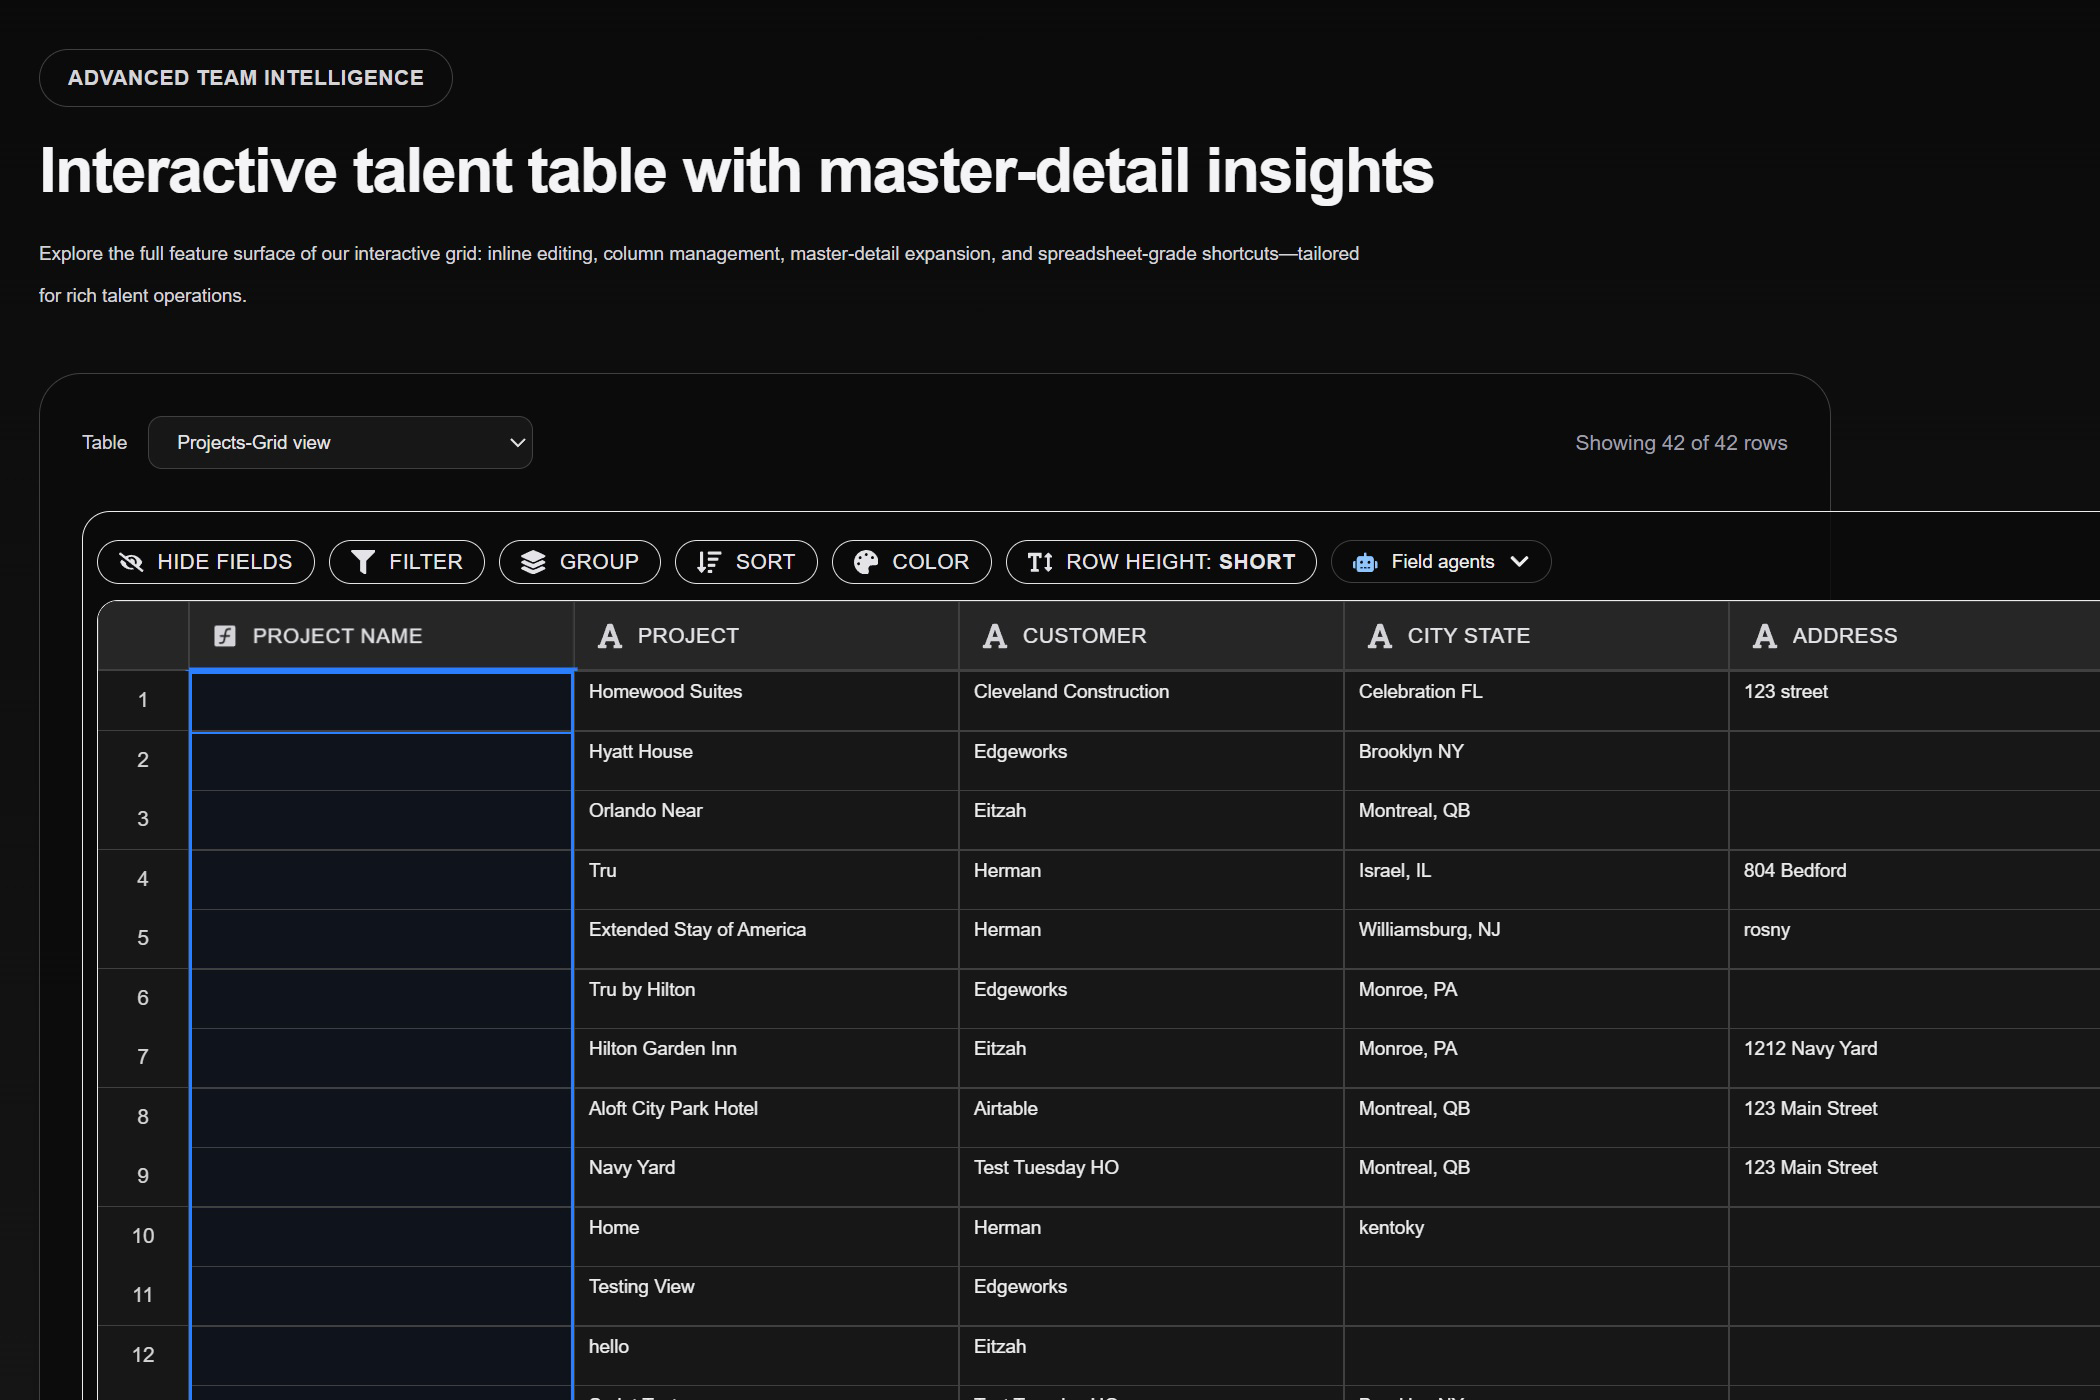 ADVANCED TEAM INTELLIGENCE
Interactive talent table with master-detail insights
Explore the full feature surface of our interactive grid: inline editing, column management, master-detail expansion, and spreadsheet-grade shortcuts—tailored
for rich talent operations.
Table Projects-Grid view Showing 42 of 42 rows
HIDE FIELDS FILTER GROUP SORT COLOR ROW HEIGHT: SHORT Field agents
PROJECT NAME PROJECT CUSTOMER CITY STATE ADDRESS
1 Homewood Suites Cleveland Construction Celebration FL 123 street
2 Hyatt House Edgeworks Brooklyn NY
3 Orlando Near Eitzah Montreal, QB
4 Tru Herman Israel, IL 804 Bedford
5 Extended Stay of America Herman Williamsburg, NJ rosny
6 Tru by Hilton Edgeworks Monroe, PA
7 Hilton Garden Inn Eitzah Monroe, PA 1212 Navy Yard
8 Aloft City Park Hotel Airtable Montreal, QB 123 Main Street
9 Navy Yard Test Tuesday HO Montreal, QB 123 Main Street
10 Home Herman kentoky
11 Testing View Edgeworks
12 hello Eitzah